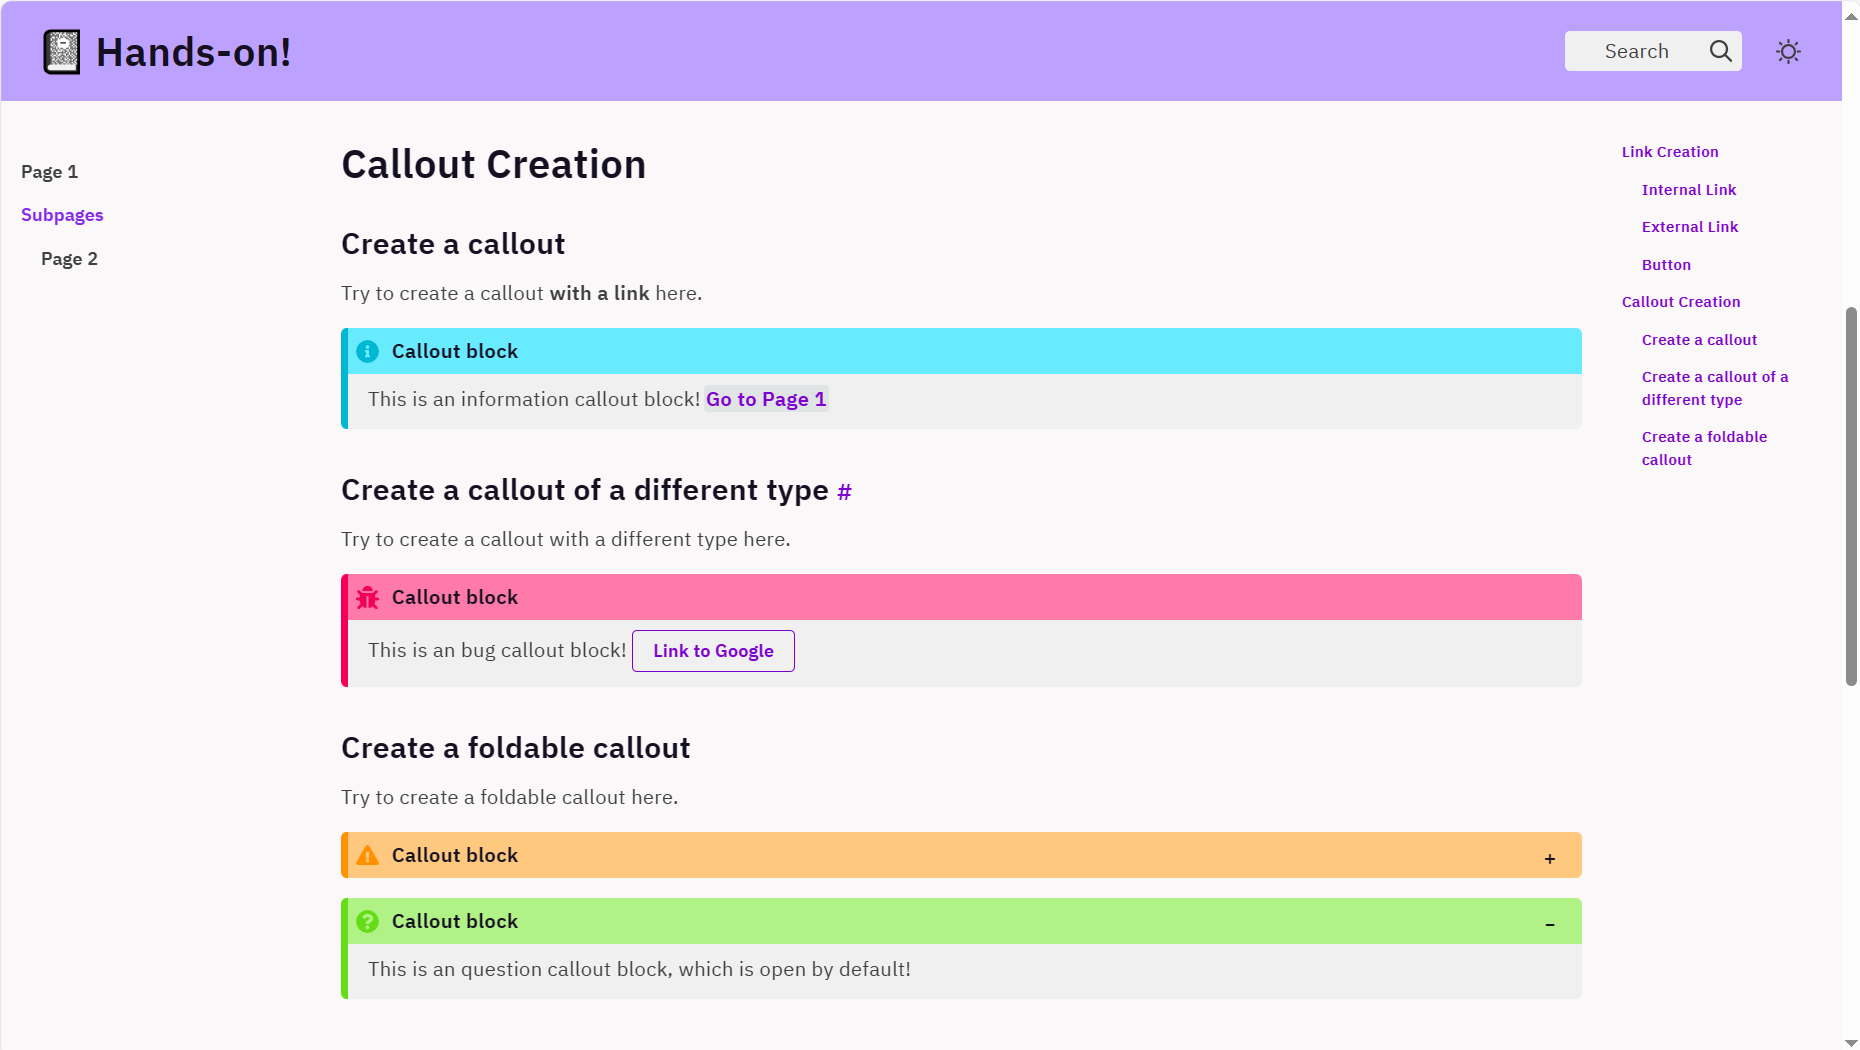 Hands-on!
Search
Page 1
Subpages
Page 2
Callout Creation
Create a callout
Try to create a callout with a link here.
Callout block
This is an information callout block! Go to Page 1
Create a callout of a different type #
Try to create a callout with a different type here.
Callout block
This is an bug callout block! Link to Google
Create a foldable callout
Try to create a foldable callout here.
Callout block +
Callout block –
This is an question callout block, which is open by default!
Link Creation
Internal Link
External Link
Button
Callout Creation
Create a callout
Create a callout of a
different type
Create a foldable
callout